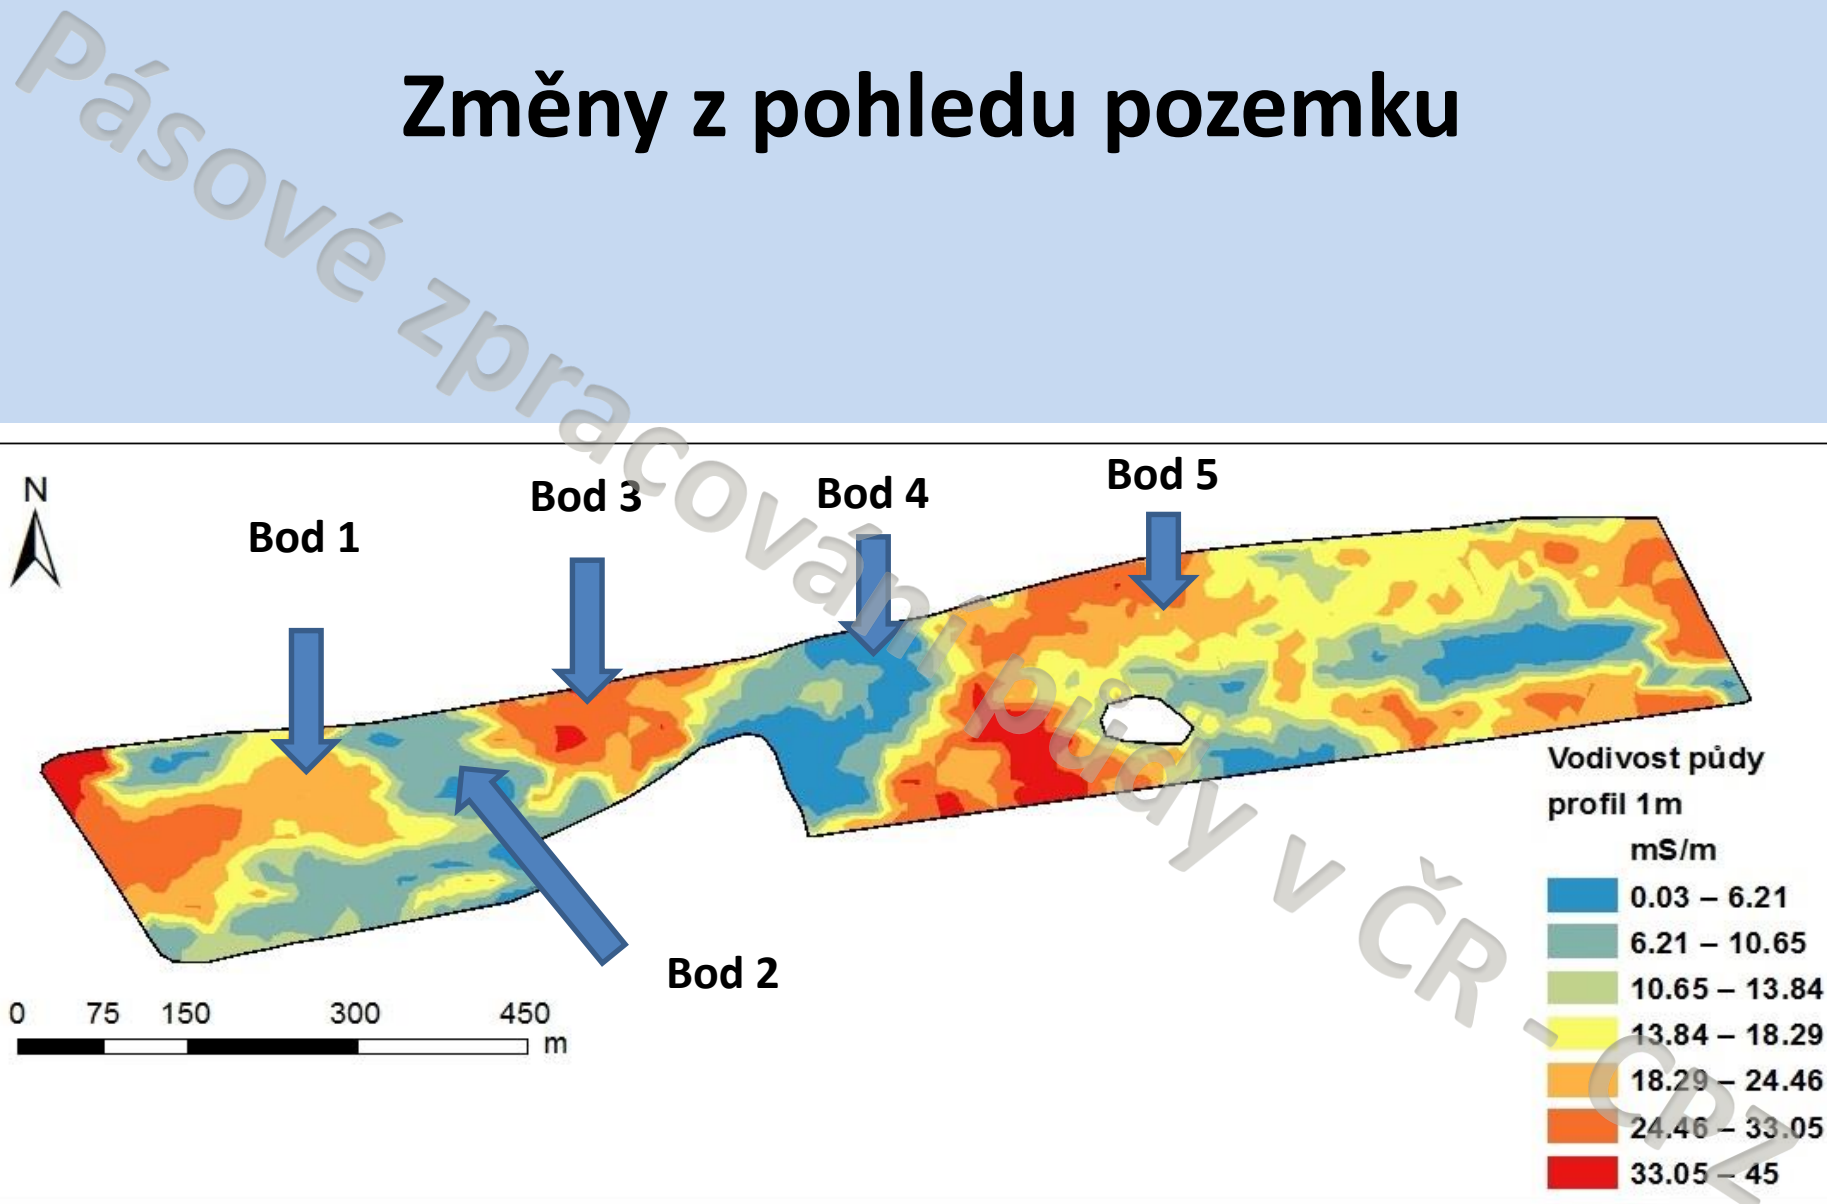 Změny z pohledu pozemku
Pásové zpracování půdy v ČR - CPZ
N
Bod 1
Bod 3
Bod 4
Bod 5
Bod 2
0 75 150 300 450
m
Vodivost půdy
profil 1m
mS/m
0.03 – 6.21
6.21 – 10.65
10.65 – 13.84
13.84 – 18.29
18.29 – 24.46
24.46 – 33.05
33.05 – 45